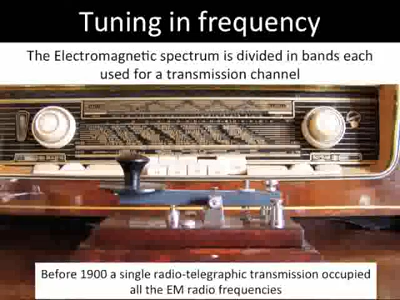 Tuning in frequency
The Electromagnetic spectrum is divided in bands each
used for a transmission channel
Before 1900 a single radio-telegraphic transmission occupied
all the EM radio frequencies